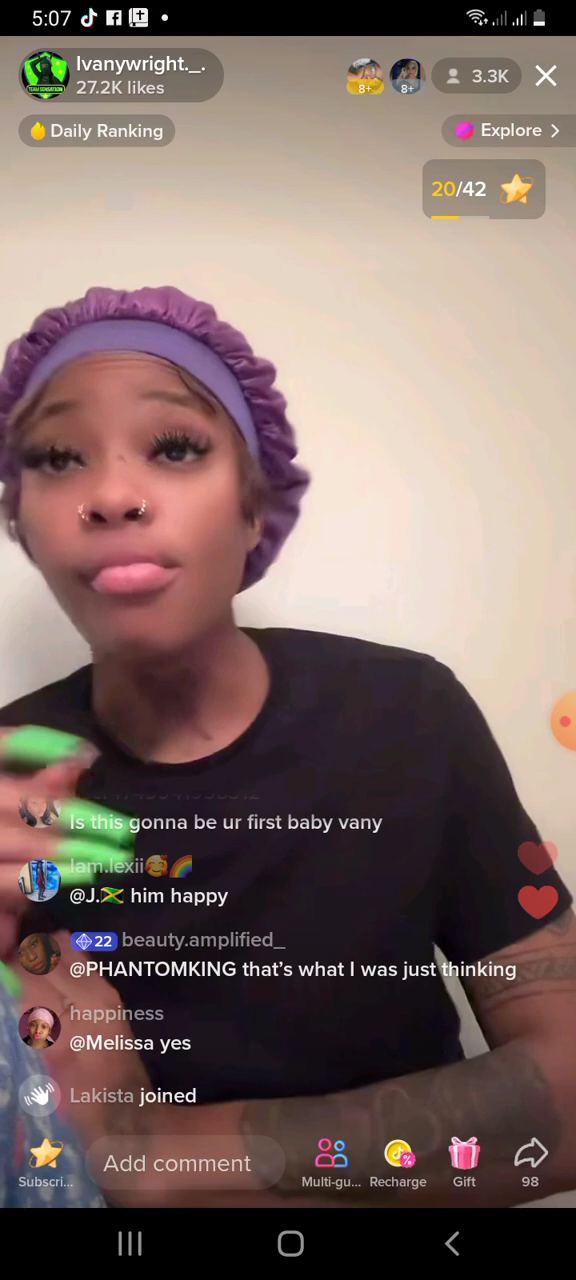 5:07
Ivanywright._.
27.2K likes
8+
8+
3.3K
Daily Ranking
Explore
20/42
Is this gonna be ur first baby vany
Iam.lexii🥰🌈
@J.🇯🇲 him happy
22 beauty.amplified_
@PHANTOMKING that's what I was just thinking
happiness
@Melissa yes
Lakista joined
Subscri...
Add comment
Multi-gu...
Recharge
Gift
98